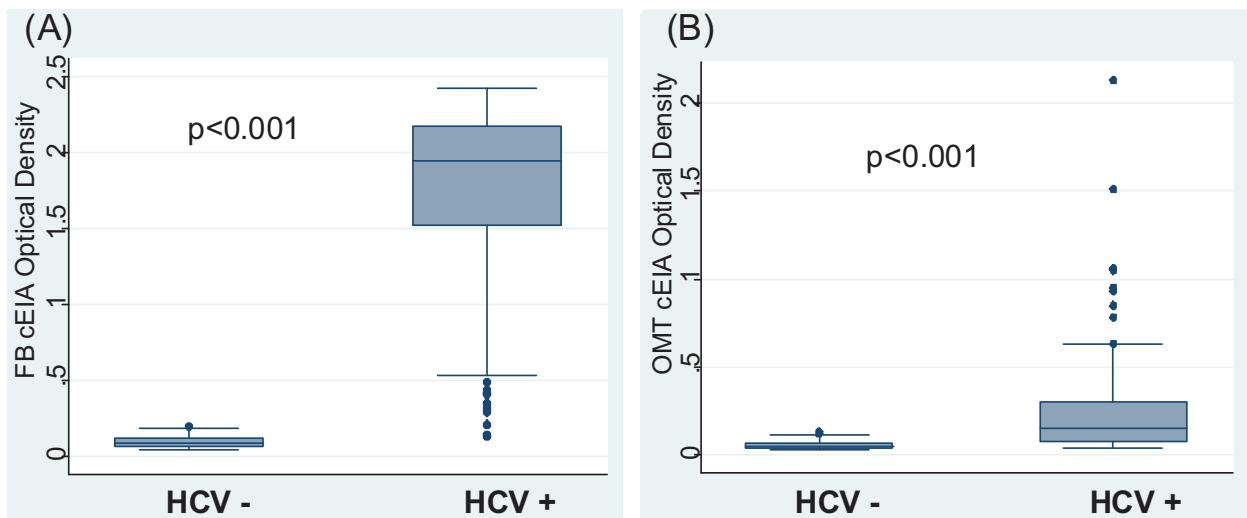 (A)
FB cEIA Optical Density
2.5
2
1.5
1
.5
0
p<0.001
HCV -
HCV +
(B)
OMT cEIA Optical Density
2
1.5
1
.5
0
p<0.001
HCV -
HCV +